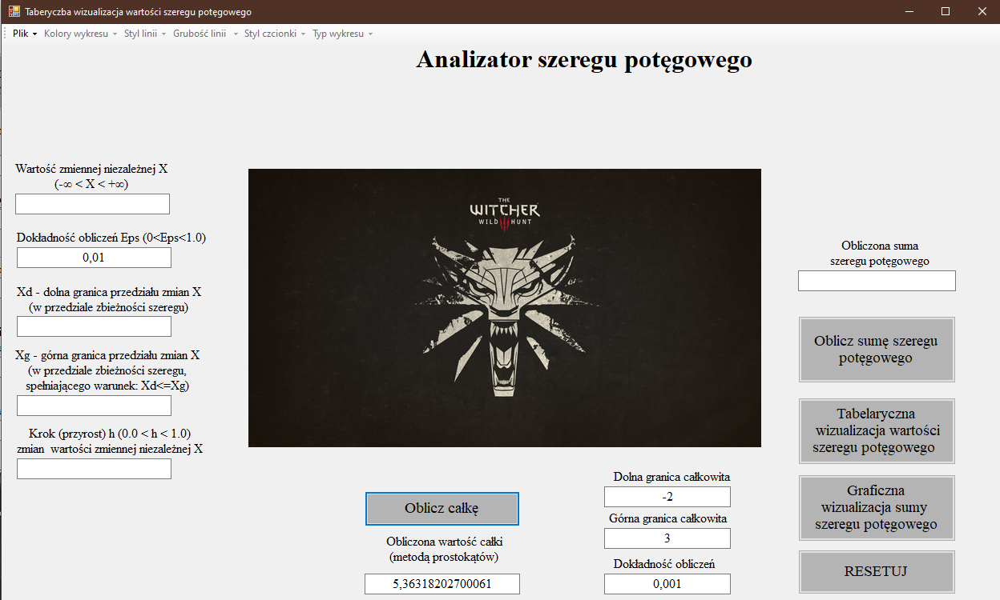 Taberyczba wizualizacja wartości szeregu potęgowego
Plik Kolory wykresu Styl linii Grubość linii Styl czcionki Typ wykresu
Analizator szeregu potęgowego
Wartość zmiennej niezależnej X
(-∞ < X < +∞)
Dokładność obliczeń Eps (0<Eps<1.0)
0,01
Xd - dolna granica przedziału zmian X
(w przedziale zbieżności szeregu)
Xg - górna granica przedziału zmian X
(w przedziale zbieżności szeregu,
spełniającego warunek: Xd<=Xg)
Krok (przyrost) h (0.0 < h < 1.0)
zmian wartości zmiennej niezależnej X
THE
WITCHER
WILD HUNT
Oblicz całkę
Obliczona wartość całki
(metodą prostokątów)
5,36318202700061
Dolna granica całkowita
-2
Górna granica całkowita
3
Dokładność obliczeń
0,001
Obliczona suma
szeregu potęgowego
Oblicz sumę szeregu
potęgowego
Tabelaryczna
wizualizacja wartości
szeregu potęgowego
Graficzna
wizualizacja sumy
szeregu potęgowego
RESETUJ